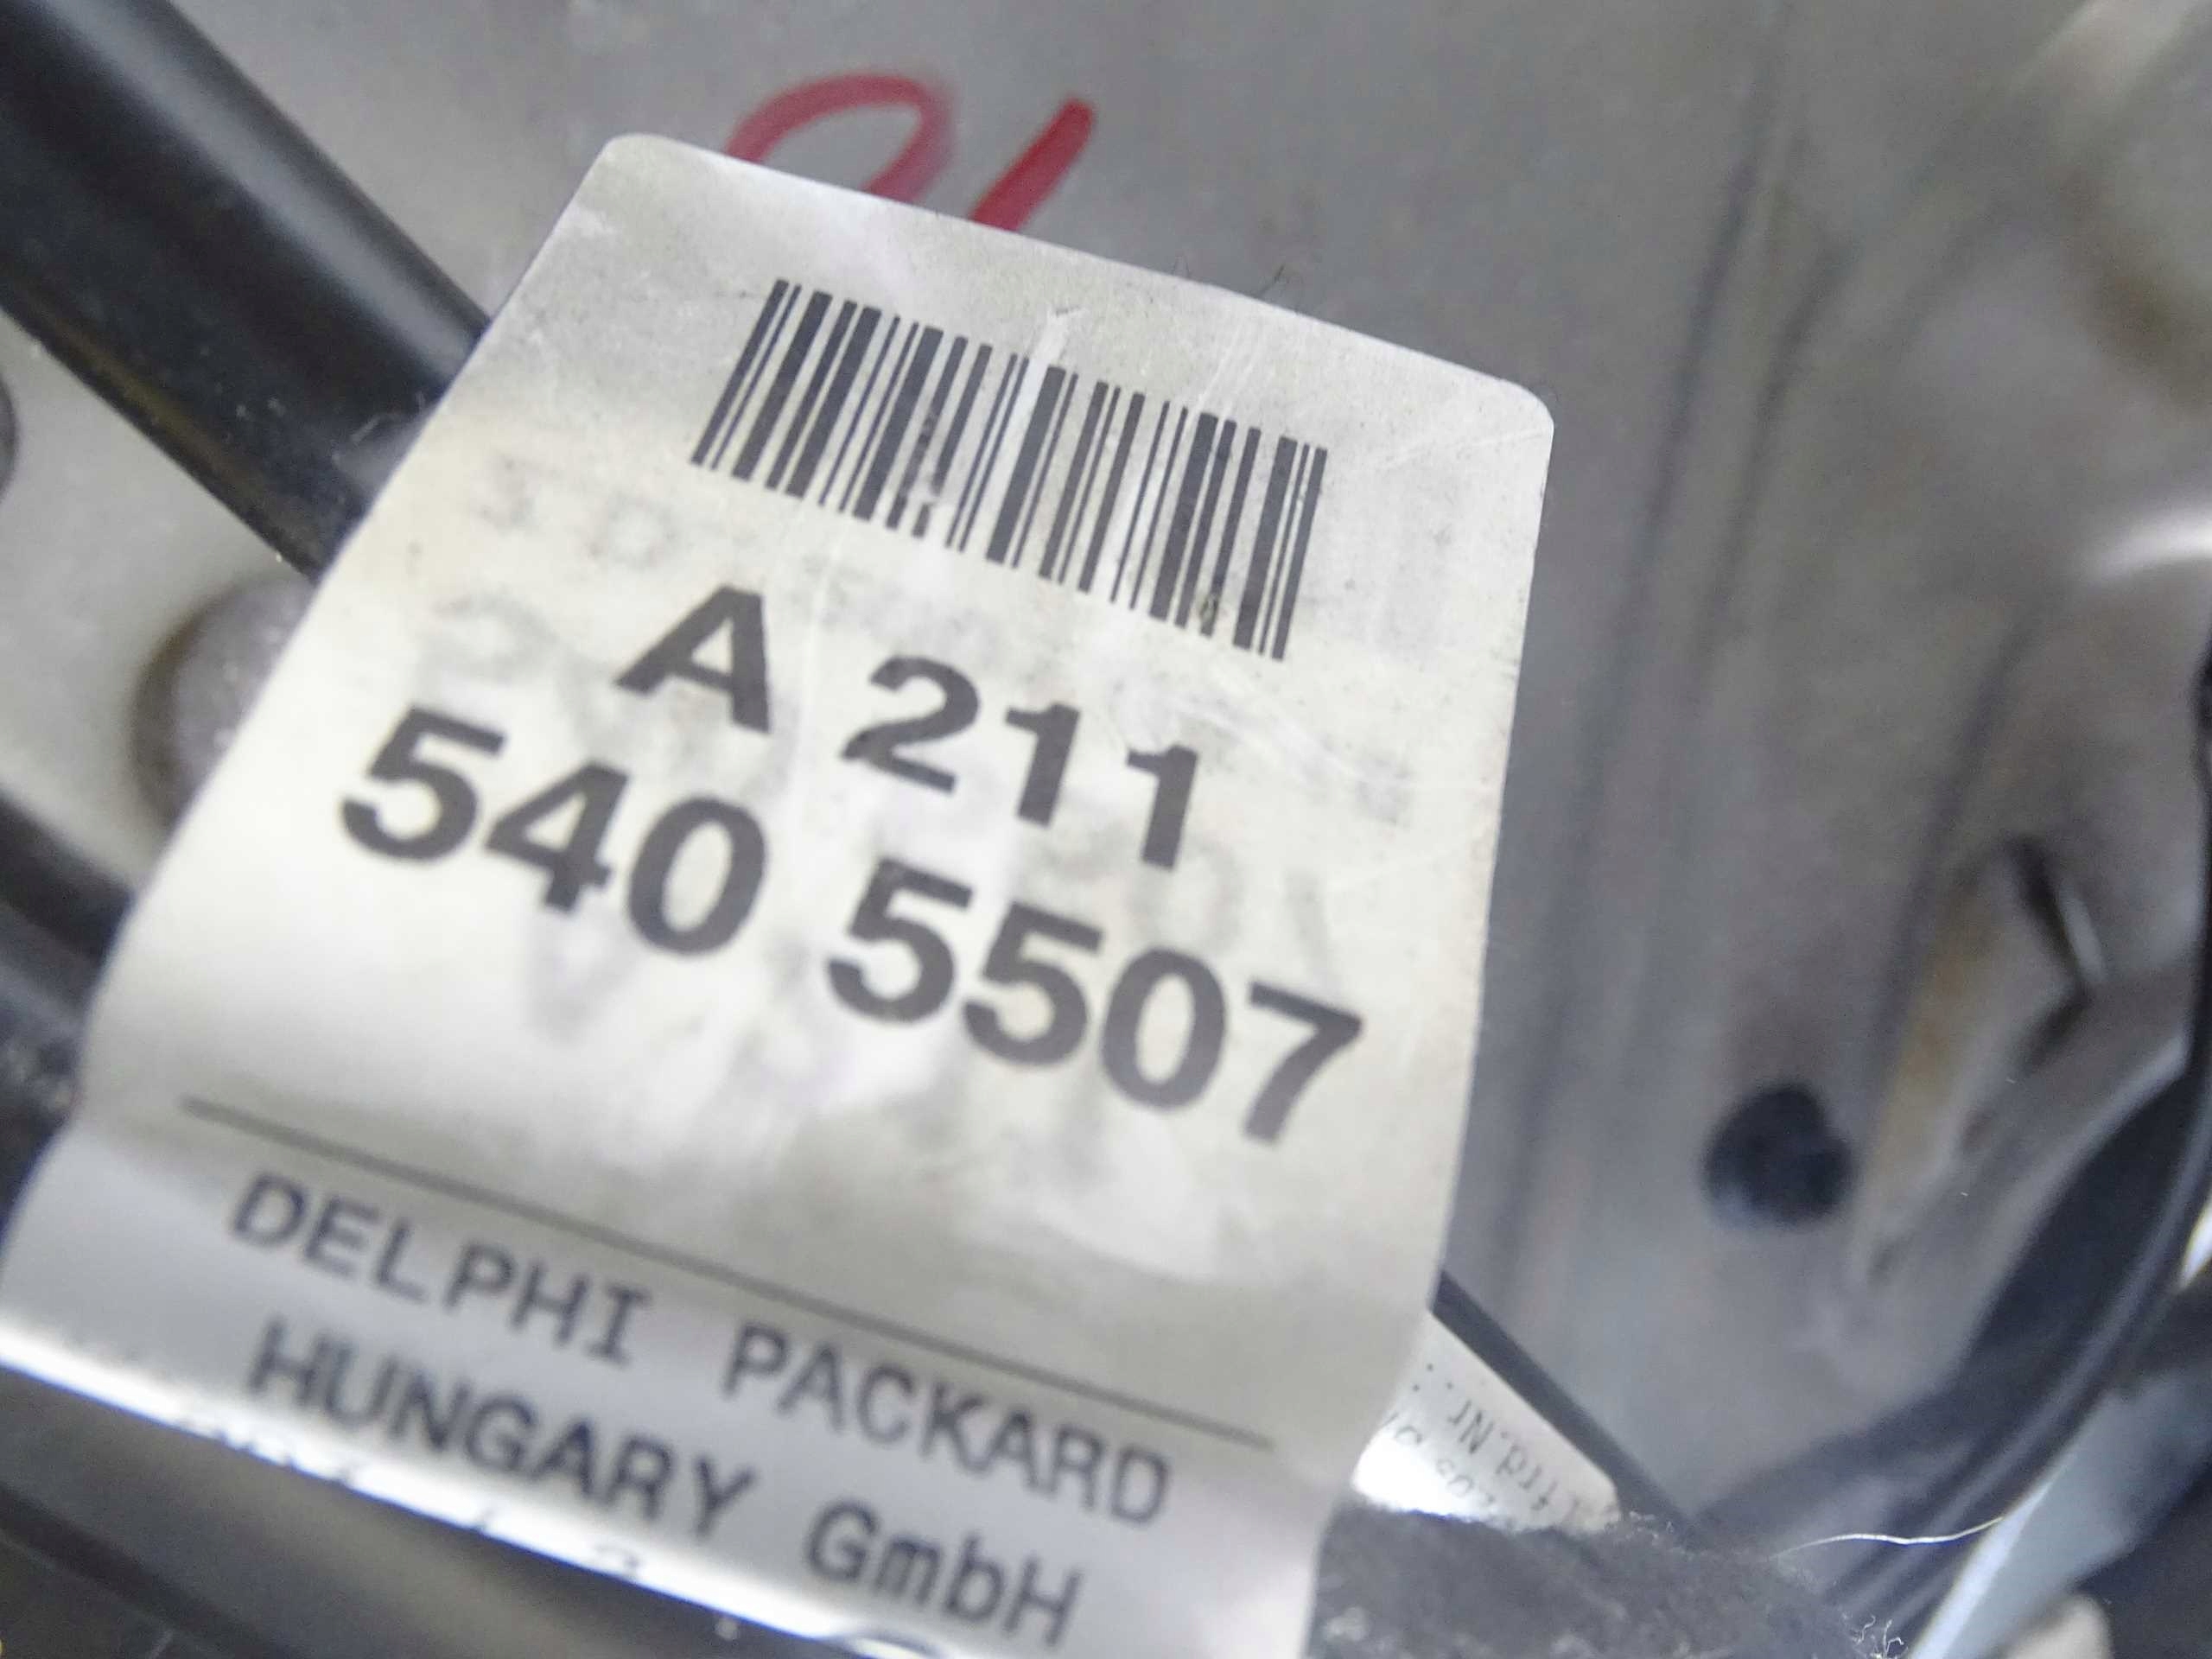 A 211
540 5507
DELPHI PACKARD
HUNGARY GmbH